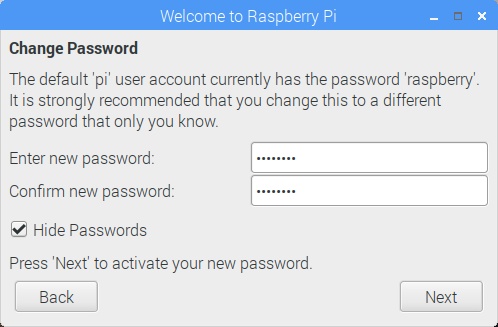 Welcome to Raspberry Pi
Change Password
The default 'pi' user account currently has the password 'raspberry'.
It is strongly recommended that you change this to a different
password that only you know.
Enter new password: ••••••••
Confirm new password: ••••••••
Hide Passwords
Press 'Next' to activate your new password.
Back Next